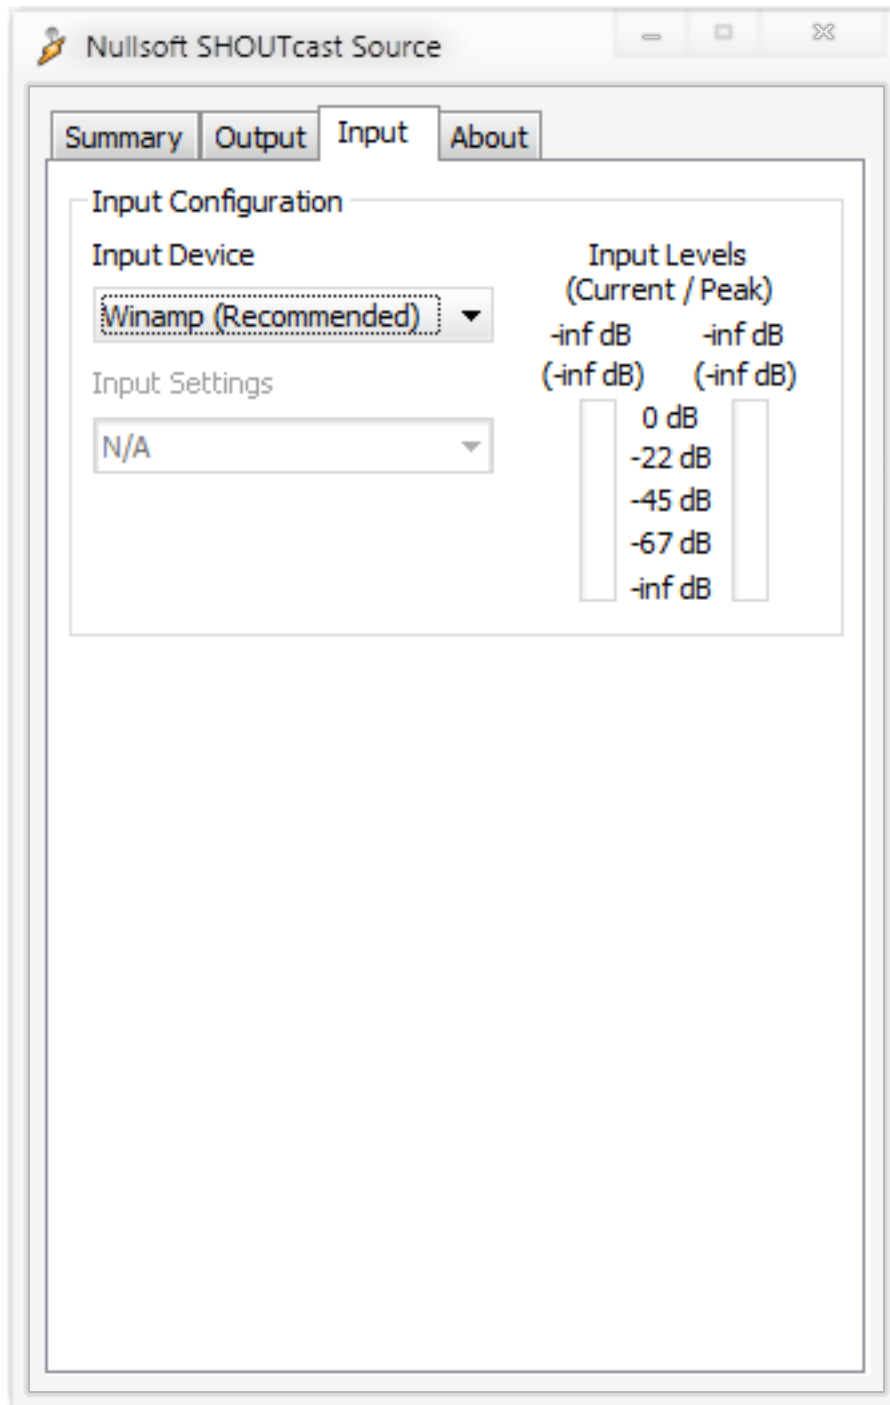 Nullsoft SHOUTcast Source
Summary Output Input About
Input Configuration
Input Device
Winamp (Recommended)
Input Settings
N/A
Input Levels
(Current / Peak)
-inf dB -inf dB
(-inf dB) (-inf dB)
0 dB
-22 dB
-45 dB
-67 dB
-inf dB